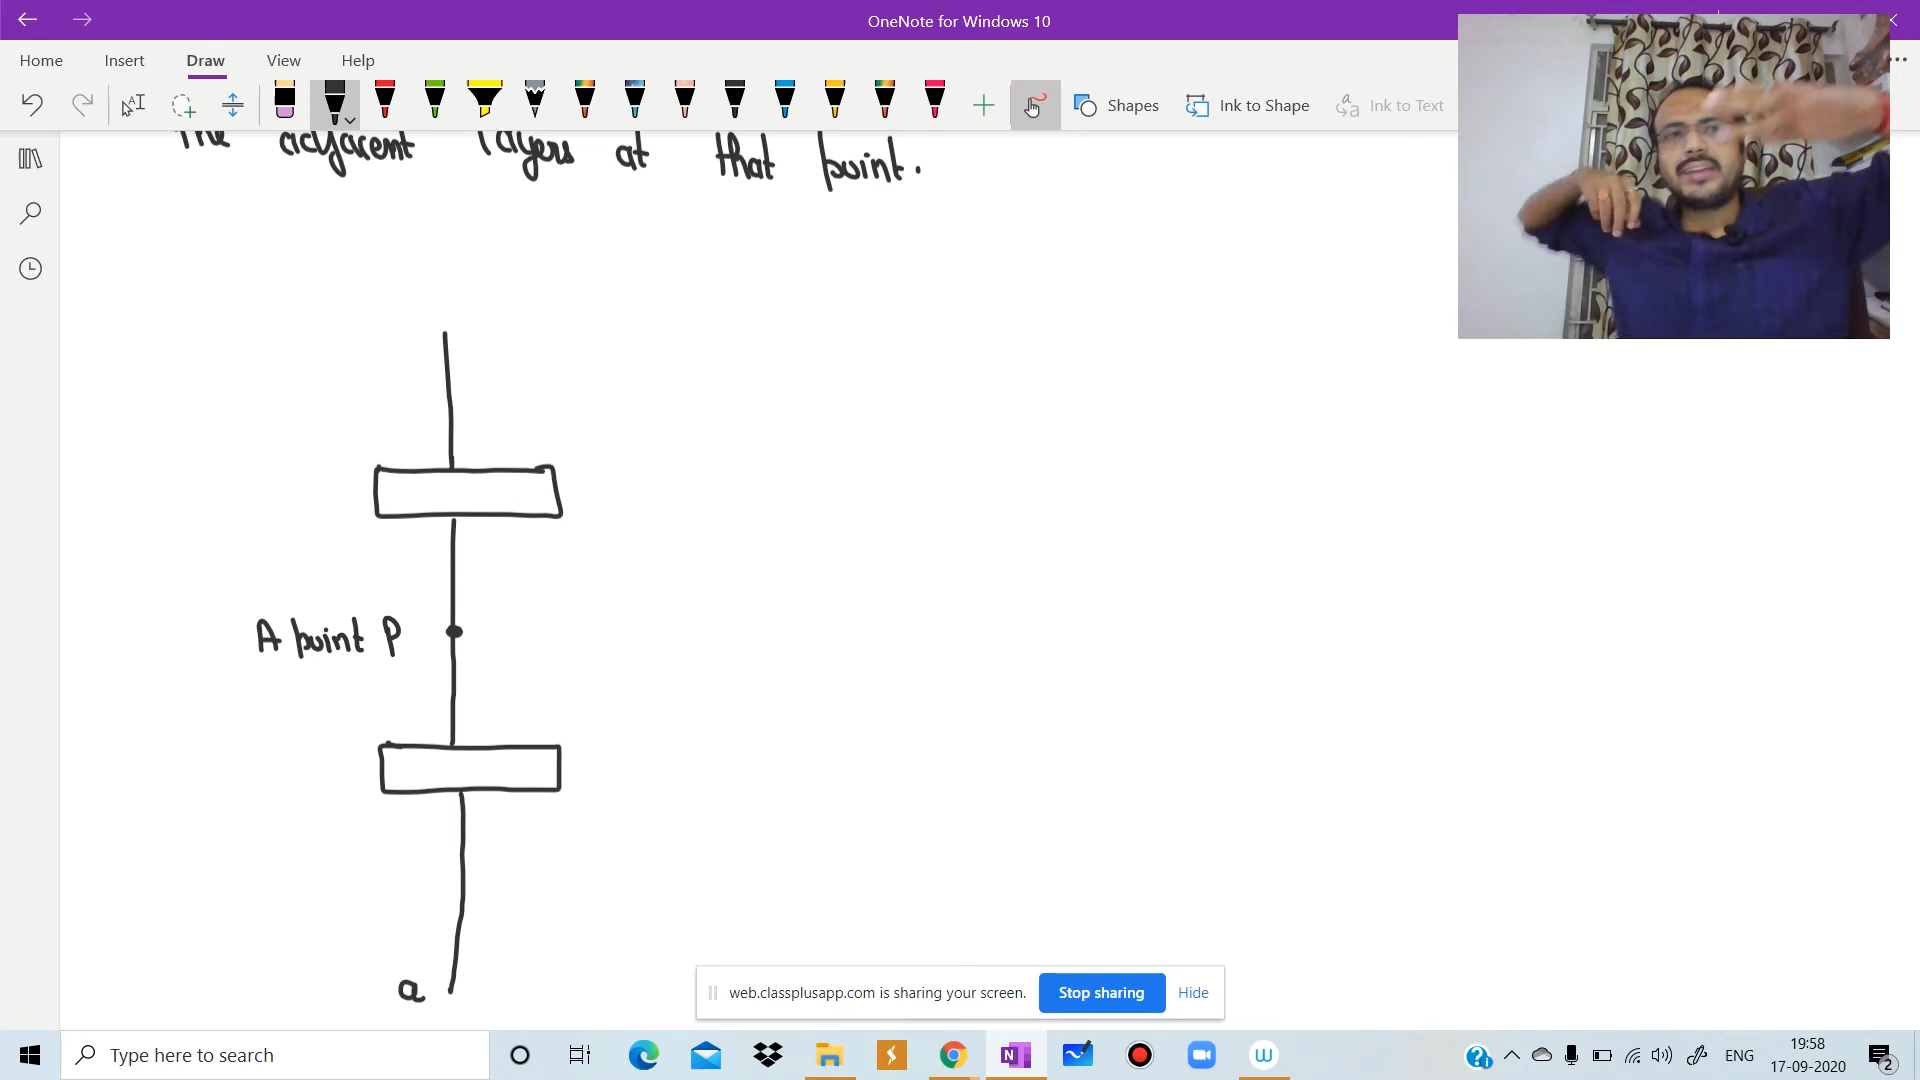 OneNote for Windows 10
Home Insert Draw View Help
Shapes Ink to Shape Ink to Text
The adjacent layers at that point.
A point P
a
web.classplusapp.com is sharing your screen. Stop sharing Hide
Type here to search
ENG
19:58
17-09-2020
2